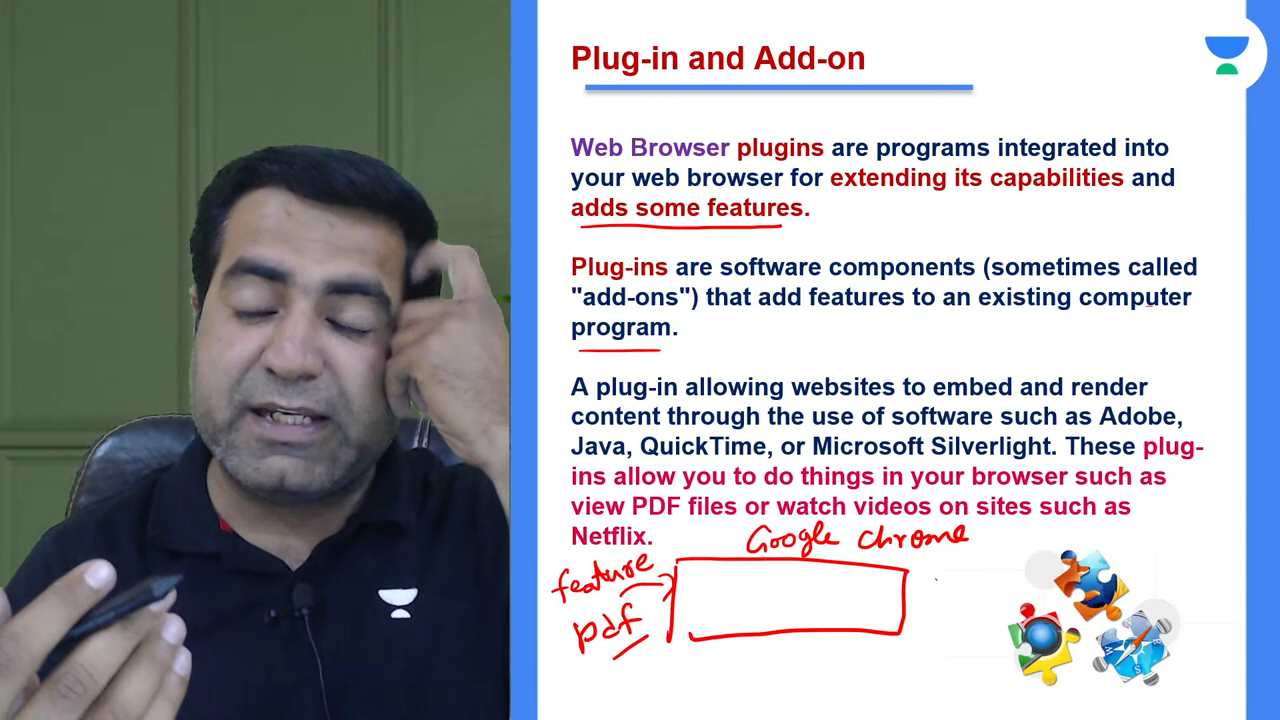 Plug-in and Add-on
Web Browser plugins are programs integrated into
your web browser for extending its capabilities and
adds some features.
Plug-ins are software components (sometimes called
"add-ons") that add features to an existing computer
program.
A plug-in allowing websites to embed and render
content through the use of software such as Adobe,
Java, QuickTime, or Microsoft Silverlight. These plug-
ins allow you to do things in your browser such as
view PDF files or watch videos on sites such as
Netflix.
Google Chrome
feature
pdf